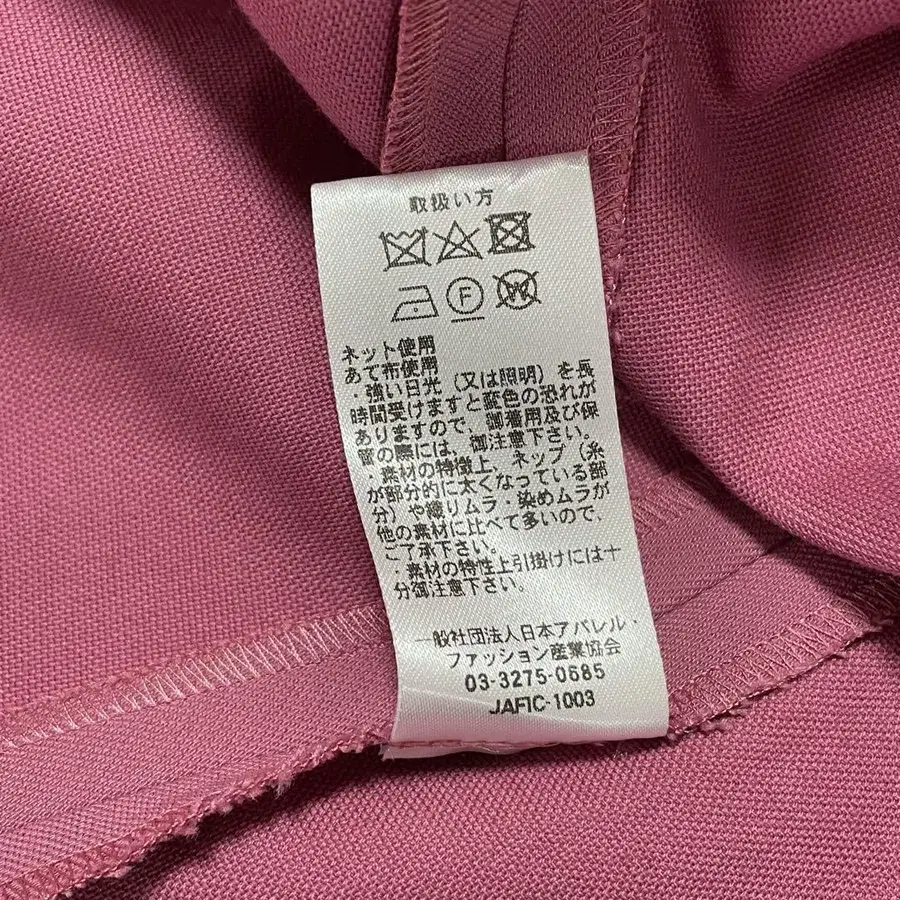 取扱い方
F
W
ネット使用
あて布使用
・強い日光(又は照明)を長
時間受けますと変色の恐れが
ありますので、御着用及び保
管の際には、御注意下さい。
・素材の特徴上、ネップ(糸
が部分的に太くなっている部
分)や織りムラ・染めムラが
他の素材に比べて多いので、
ご了承下さい。
・素材の特性上引掛けには十
分御注意下さい。
一般社団法人日本アパレル・
ファッション産業協会
03-3275-0685
JAFIC-1003